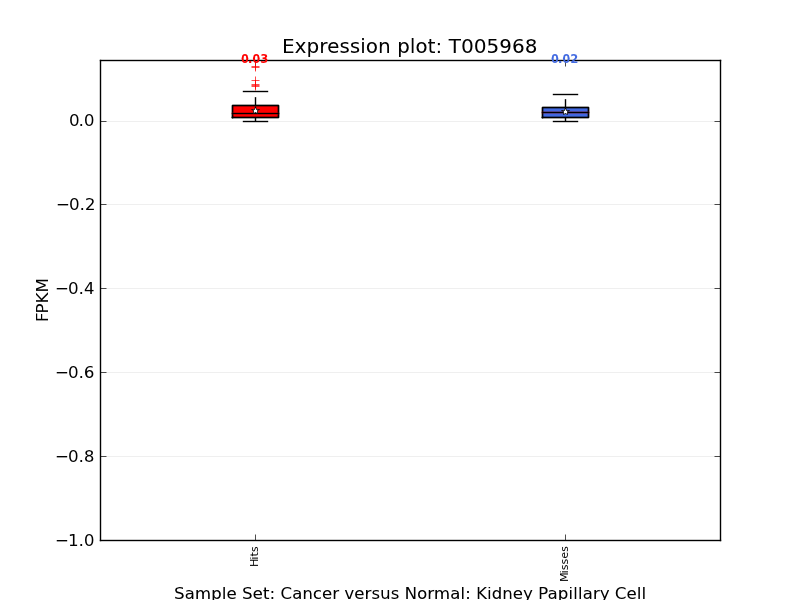 Expression plot: T005968
0.03
0.02
0.0
−0.2
−0.4
−0.6
−0.8
−1.0
FPKM
Hits
Misses
Sample Set: Cancer versus Normal: Kidney Papillary Cell